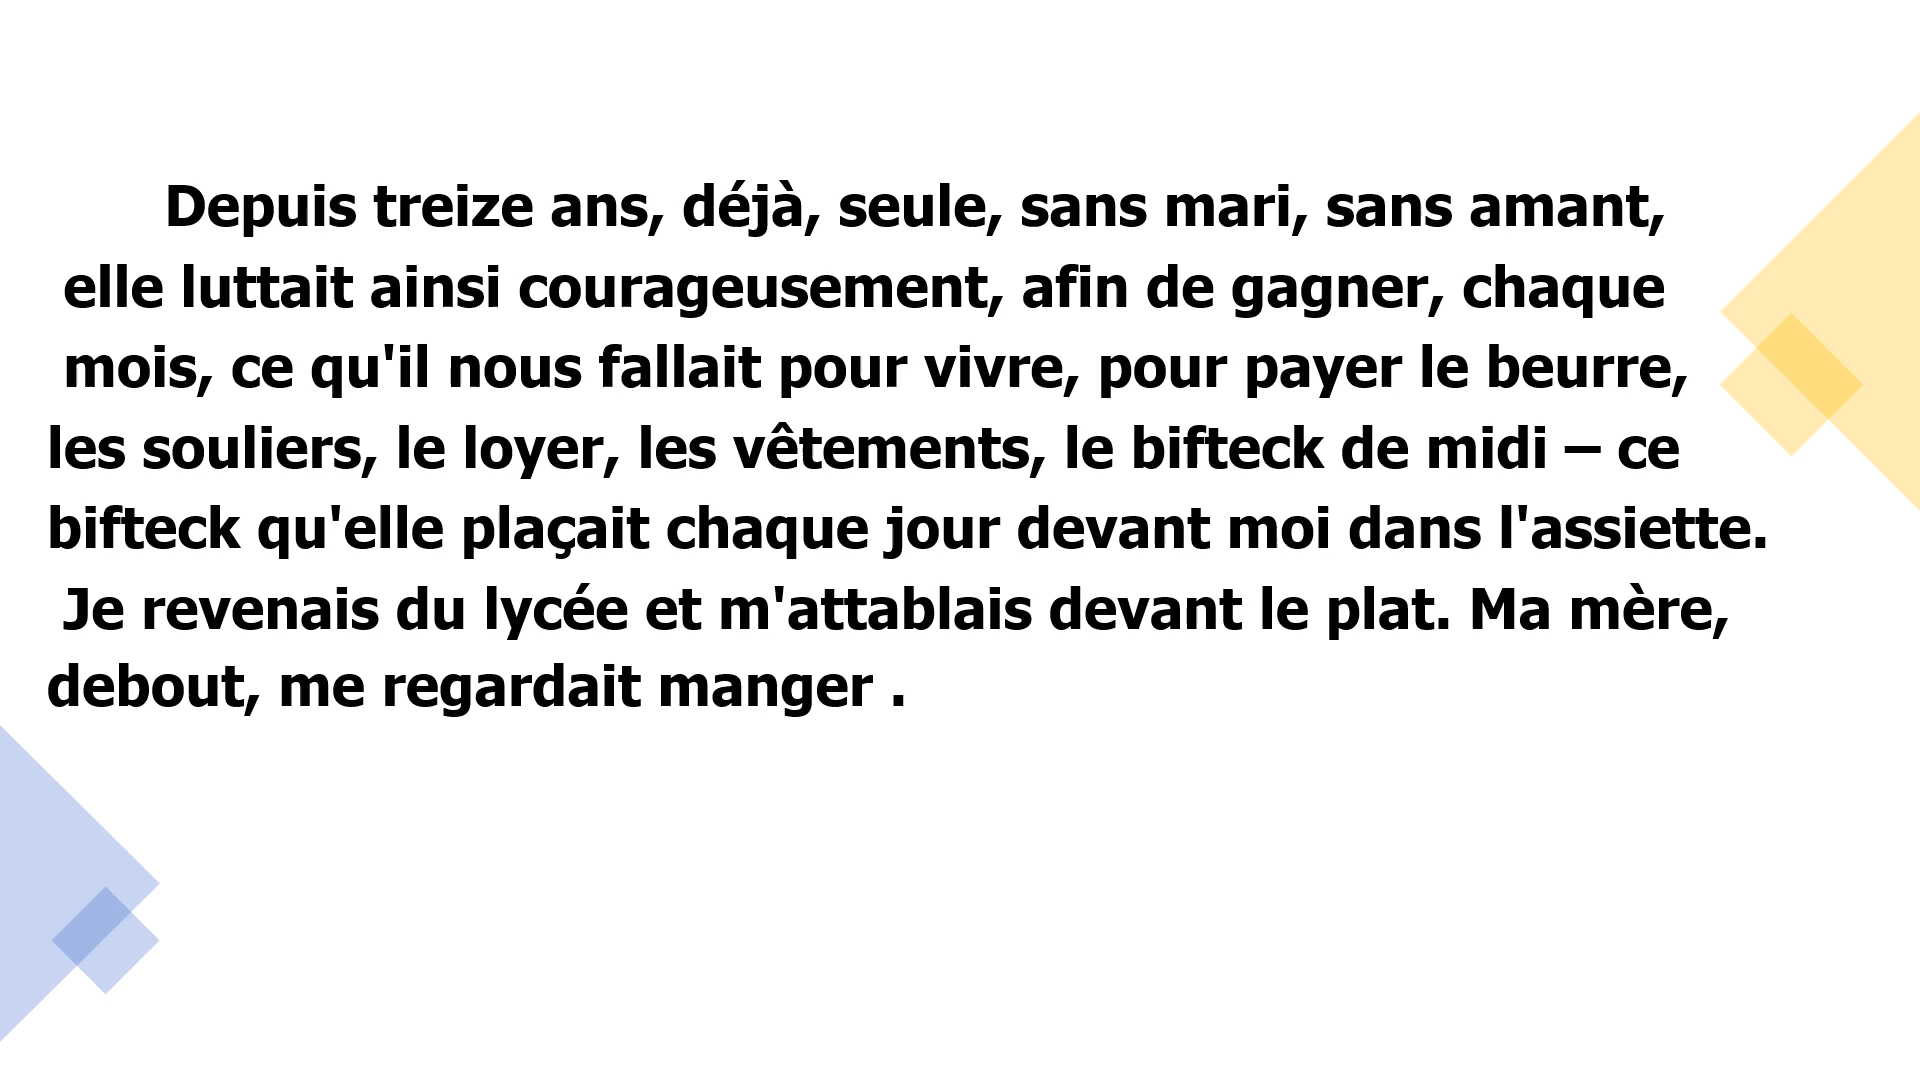 Depuis treize ans, déjà, seule, sans mari, sans amant,
elle luttait ainsi courageusement, afin de gagner, chaque
mois, ce qu'il nous fallait pour vivre, pour payer le beurre,
les souliers, le loyer, les vêtements, le bifteck de midi – ce
bifteck qu'elle plaçait chaque jour devant moi dans l'assiette.
Je revenais du lycée et m'attablais devant le plat. Ma mère,
debout, me regardait manger .